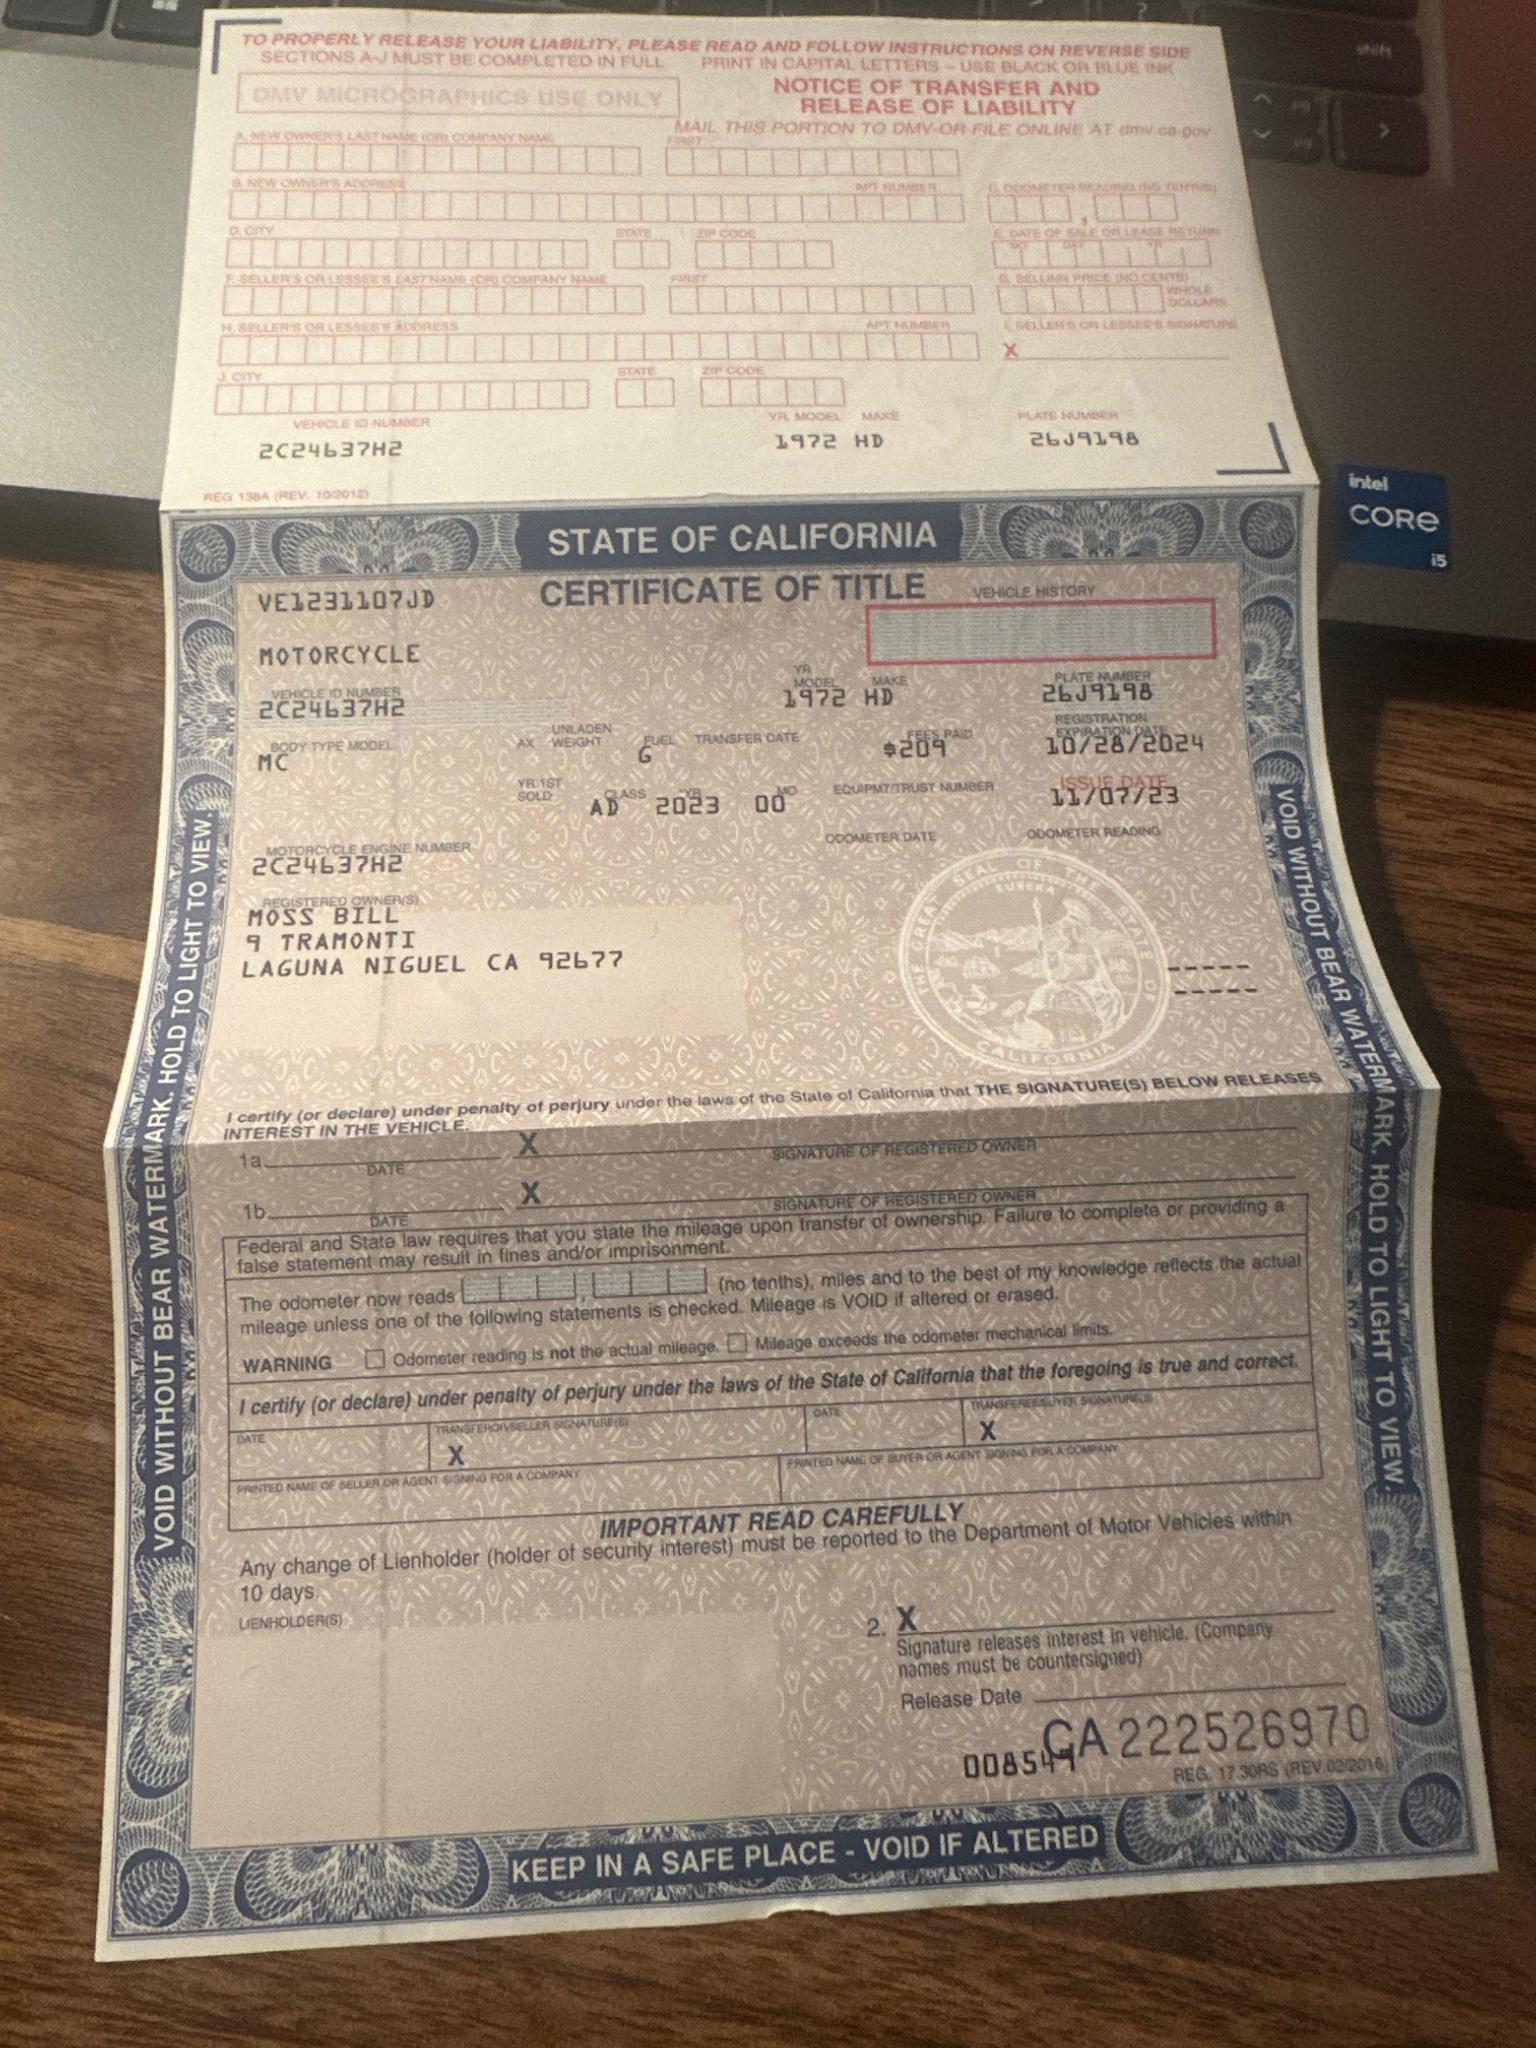 shift
TO PROPERLY RELEASE YOUR LIABILITY, PLEASE READ AND FOLLOW INSTRUCTIONS ON REVERSE SIDE
SECTIONS A-J MUST BE COMPLETED IN FULL PRINT IN CAPITAL LETTERS – USE BLACK OR BLUE INK
DMV MICROGRAPHICS USE ONLY
NOTICE OF TRANSFER AND
RELEASE OF LIABILITY
MAIL THIS PORTION TO DMV-OR-FILE ONLINE AT dmv.ca.gov
A. NEW OWNER'S LAST NAME (OR) COMPANY NAME FIRST
B. NEW OWNER'S ADDRESS APT NUMBER C. ODOMETER READING (NO TENTHS)
D. CITY STATE ZIP CODE E. DATE OF SALE OR LEASE RETURN
MO DAY YR
F. SELLER'S OR LESSEE'S LAST NAME (OR) COMPANY NAME FIRST G. SELLING PRICE (NO CENTS)
WHOLE
DOLLARS
H. SELLER'S OR LESSEE'S ADDRESS APT NUMBER I. SELLER'S OR LESSEE'S SIGNATURE
X
J. CITY STATE ZIP CODE
VEHICLE ID NUMBER YR. MODEL MAKE PLATE NUMBER
2C24637H2 1972 HD 26J9198
REG 138A (REV. 10/2012)
intel
CORE
i5
STATE OF CALIFORNIA
CERTIFICATE OF TITLE
VE1231107JD
VEHICLE HISTORY
MOTORCYCLE
VEHICLE ID NUMBER YR MODEL MAKE PLATE NUMBER
2C24637H2 1972 HD 26J9198
BODY TYPE MODEL AX UNLADEN WEIGHT FUEL TRANSFER DATE FEES PAID REGISTRATION EXPIRATION DATE
MC G $209 10/28/2024
YR 1ST SOLD CLASS YR MO EQUIPMT/TRUST NUMBER ISSUE DATE
AD 2023 00 11/07/23
MOTORCYCLE ENGINE NUMBER ODOMETER DATE ODOMETER READING
2C24637H2
REGISTERED OWNER(S)
MOSS BILL
9 TRAMONTI
LAGUNA NIGUEL CA 92677
THE GREAT SEAL OF THE STATE OF CALIFORNIA
EUREKA
-----
-----
I certify (or declare) under penalty of perjury under the laws of the State of California that THE SIGNATURE(S) BELOW RELEASES
INTEREST IN THE VEHICLE.
1a. X
DATE SIGNATURE OF REGISTERED OWNER
1b. X
DATE SIGNATURE OF REGISTERED OWNER
Federal and State law requires that you state the mileage upon transfer of ownership. Failure to complete or providing a
false statement may result in fines and/or imprisonment.
The odometer now reads , (no tenths), miles and to the best of my knowledge reflects the actual
mileage unless one of the following statements is checked. Mileage is VOID if altered or erased.
WARNING Odometer reading is not the actual mileage. Mileage exceeds the odometer mechanical limits.
I certify (or declare) under penalty of perjury under the laws of the State of California that the foregoing is true and correct.
DATE TRANSFEROR/SELLER SIGNATURE(S) DATE TRANSFEREE/BUYER SIGNATURE(S)
X X
PRINTED NAME OF SELLER OR AGENT SIGNING FOR A COMPANY PRINTED NAME OF BUYER OR AGENT SIGNING FOR A COMPANY
IMPORTANT READ CAREFULLY
Any change of Lienholder (holder of security interest) must be reported to the Department of Motor Vehicles within
10 days.
LIENHOLDER(S)
2. X
Signature releases interest in vehicle. (Company
names must be countersigned)
Release Date
CA 222526970
REG. 17.30RS (REV.02/2016)
KEEP IN A SAFE PLACE - VOID IF ALTERED
VOID WITHOUT BEAR WATERMARK. HOLD TO LIGHT TO VIEW.
VOID WITHOUT BEAR WATERMARK. HOLD TO LIGHT TO VIEW.